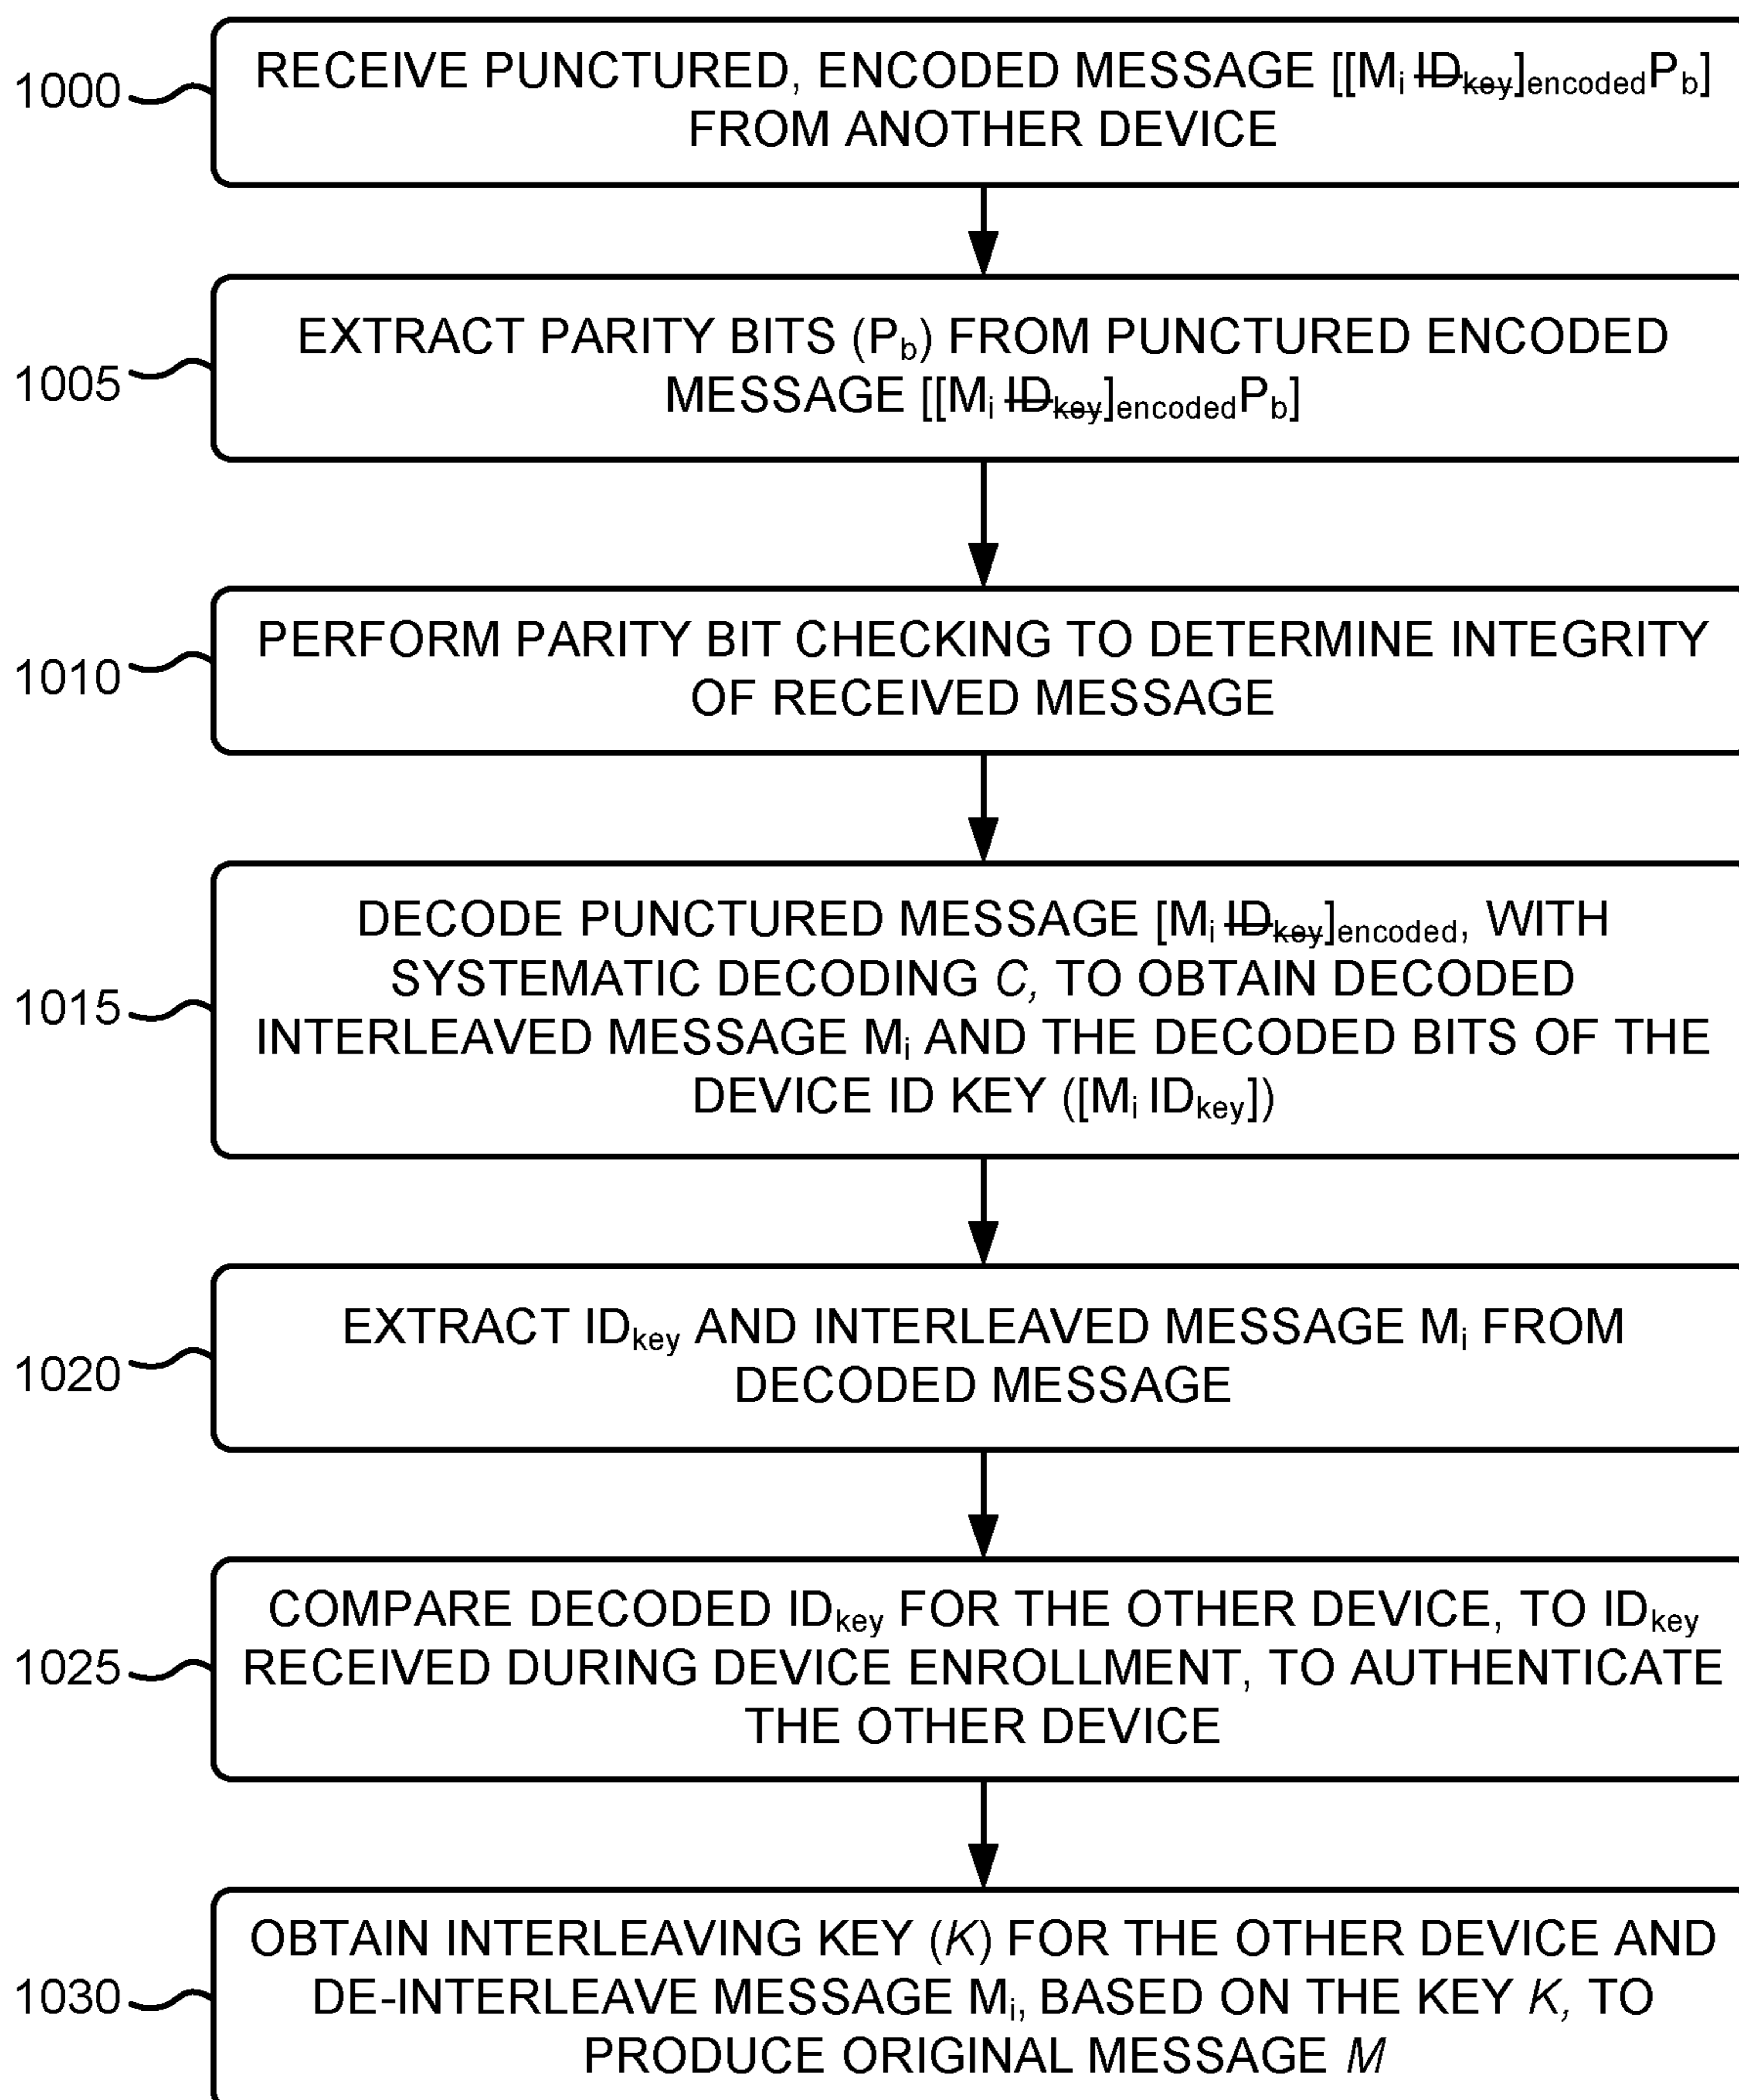 1000
RECEIVE PUNCTURED, ENCODED MESSAGE [[Mi IDkey]encodedPb]
FROM ANOTHER DEVICE
1005
EXTRACT PARITY BITS (Pb) FROM PUNCTURED ENCODED
MESSAGE [[Mi IDkey]encodedPb]
1010
PERFORM PARITY BIT CHECKING TO DETERMINE INTEGRITY
OF RECEIVED MESSAGE
1015
DECODE PUNCTURED MESSAGE [Mi IDkey]encoded, WITH
SYSTEMATIC DECODING C, TO OBTAIN DECODED
INTERLEAVED MESSAGE Mi AND THE DECODED BITS OF THE
DEVICE ID KEY ([Mi IDkey])
1020
EXTRACT IDkey AND INTERLEAVED MESSAGE Mi FROM
DECODED MESSAGE
1025
COMPARE DECODED IDkey FOR THE OTHER DEVICE, TO IDkey
RECEIVED DURING DEVICE ENROLLMENT, TO AUTHENTICATE
THE OTHER DEVICE
1030
OBTAIN INTERLEAVING KEY (K) FOR THE OTHER DEVICE AND
DE-INTERLEAVE MESSAGE Mi, BASED ON THE KEY K, TO
PRODUCE ORIGINAL MESSAGE M